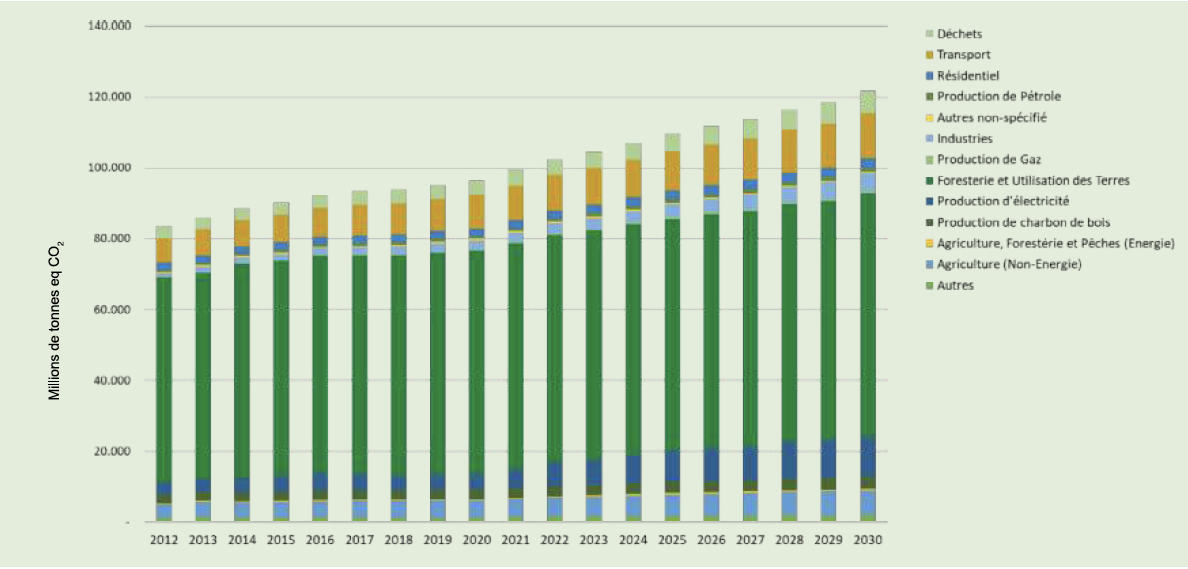 140.000
120.000
100.000
80.000
60.000
40.000
20.000
-
Millions de tonnes eq CO2
2012 2013 2014 2015 2016 2017 2018 2019 2020 2021 2022 2023 2024 2025 2026 2027 2028 2029 2030
Déchets
Transport
Résidentiel
Production de Pétrole
Autres non-spécifié
Industries
Production de Gaz
Foresterie et Utilisation des Terres
Production d'électricité
Production de charbon de bois
Agriculture, Forestérie et Pêches (Energie)
Agriculture (Non-Energie)
Autres